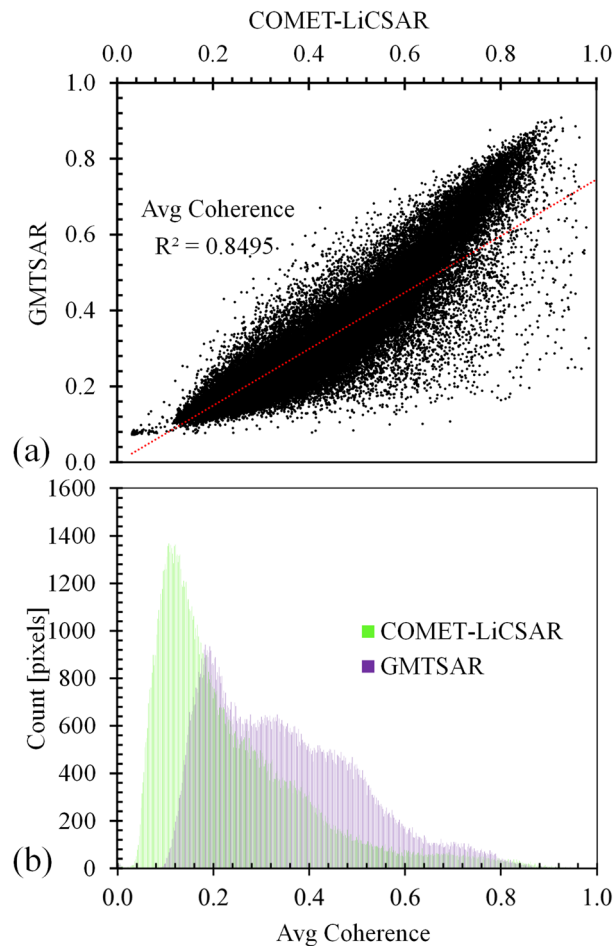 COMET-LiCSAR
0.0 0.2 0.4 0.6 0.8 1.0
1.0
0.8
0.6
0.4
0.2
0.0
GMTSAR
Avg Coherence
R² = 0.8495
(a)
1600
1400
1200
1000
800
600
400
200
0
Count [pixels]
COMET-LiCSAR
GMTSAR
(b)
0.0 0.2 0.4 0.6 0.8 1.0
Avg Coherence